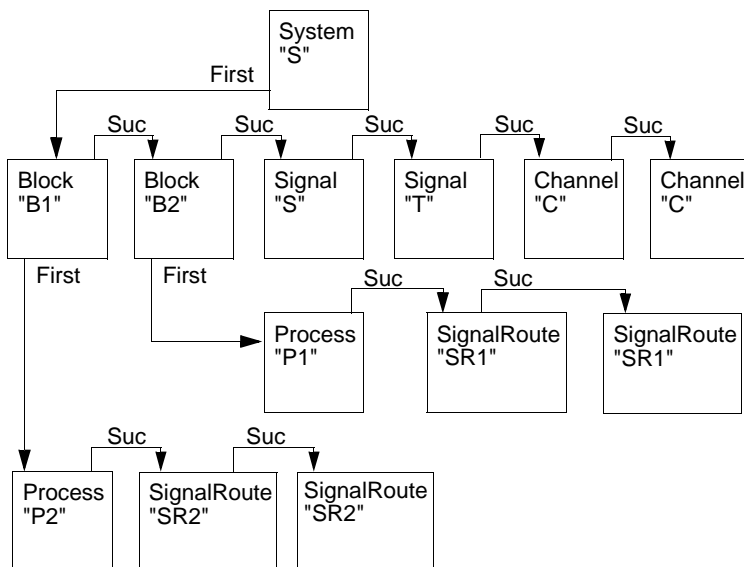 System
"S"
First
Suc
Suc
Suc
Suc
Suc
Block
"B1"
Block
"B2"
Signal
"S"
Signal
"T"
Channel
"C"
Channel
"C"
First
First
Suc
Suc
Process
"P1"
SignalRoute
"SR1"
SignalRoute
"SR1"
Suc
Suc
Process
"P2"
SignalRoute
"SR2"
SignalRoute
"SR2"